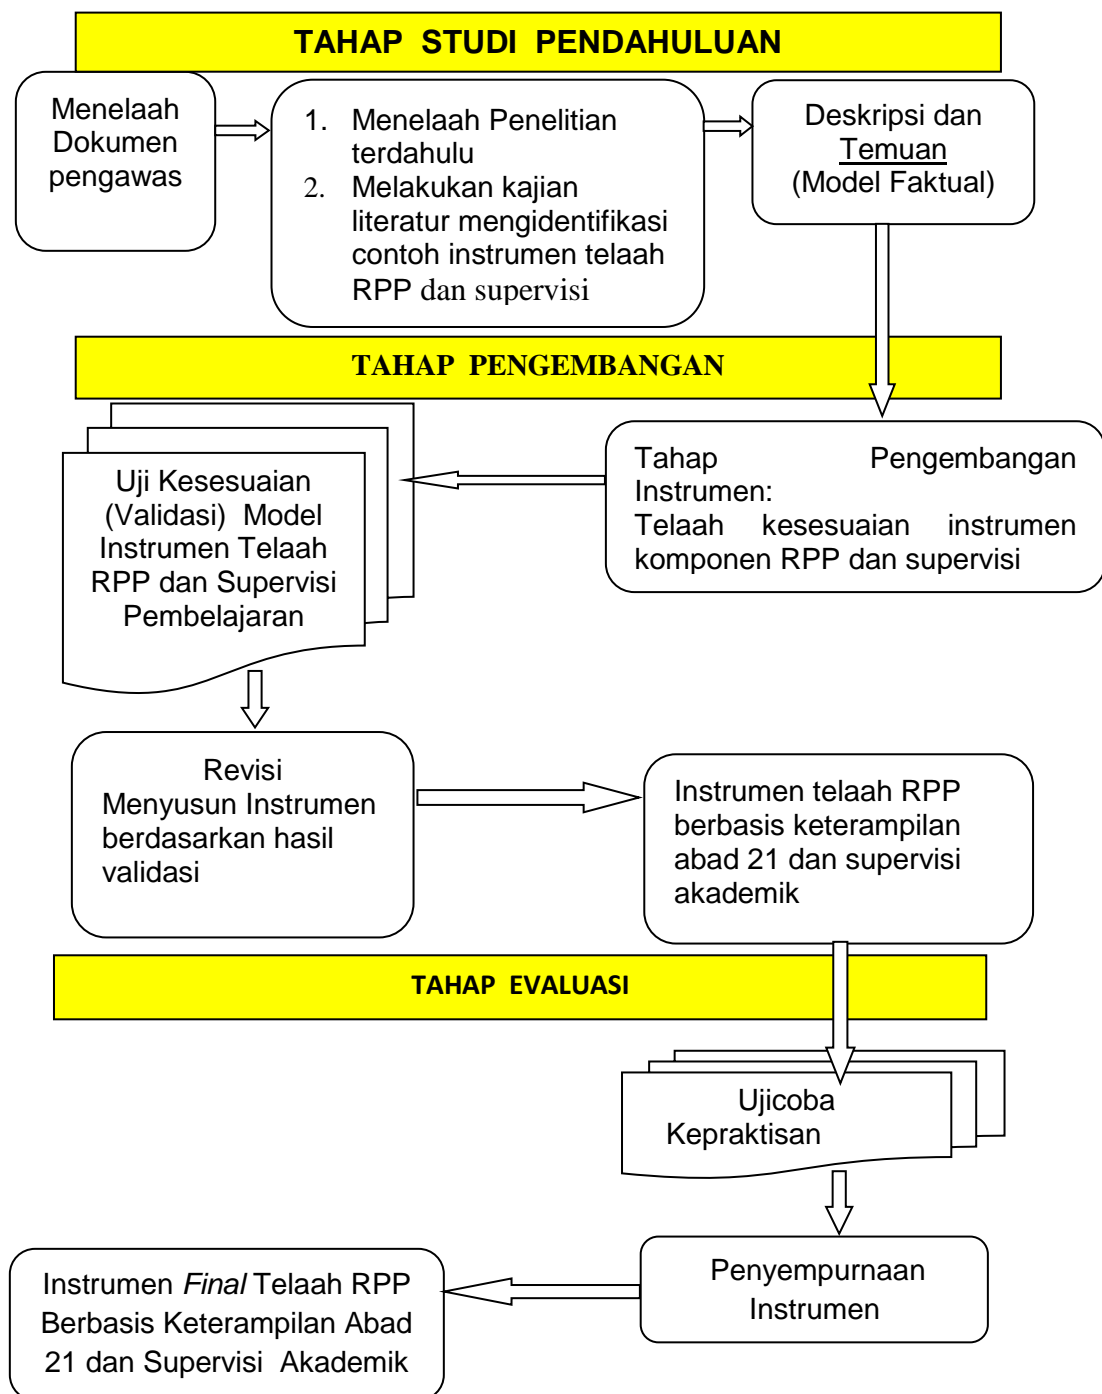 TAHAP STUDI PENDAHULUAN
Menelaah
Dokumen
pengawas
1. Menelaah Penelitian
terdahulu
2. Melakukan kajian
literatur mengidentifikasi
contoh instrumen telaah
RPP dan supervisi
Deskripsi dan
Temuan
(Model Faktual)
TAHAP PENGEMBANGAN
Tahap Pengembangan
Instrumen:
Telaah kesesuaian instrumen
komponen RPP dan supervisi
Uji Kesesuaian
(Validasi) Model
Instrumen Telaah
RPP dan Supervisi
Pembelajaran
Revisi
Menyusun Instrumen
berdasarkan hasil
validasi
Instrumen telaah RPP
berbasis keterampilan
abad 21 dan supervisi
akademik
TAHAP EVALUASI
Ujicoba
Kepraktisan
Penyempurnaan
Instrumen
Instrumen Final Telaah RPP
Berbasis Keterampilan Abad
21 dan Supervisi Akademik